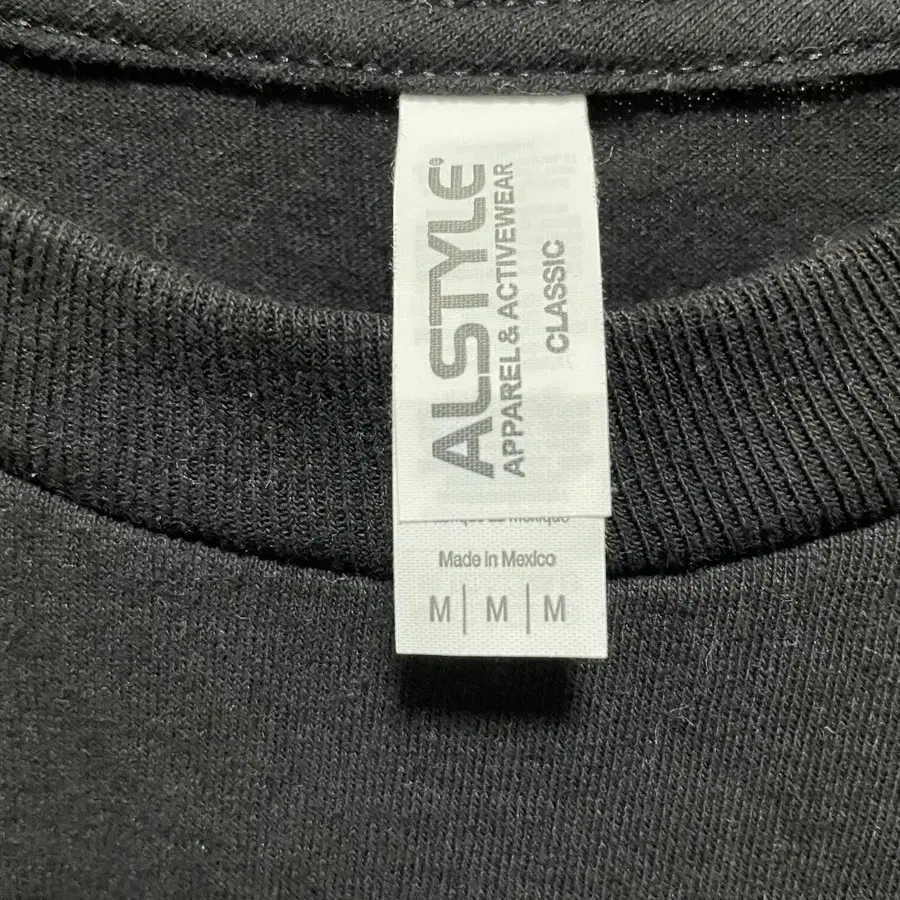 ALSTYLE®
APPAREL & ACTIVEWEAR
CLASSIC
Made in Mexico
M | M | M